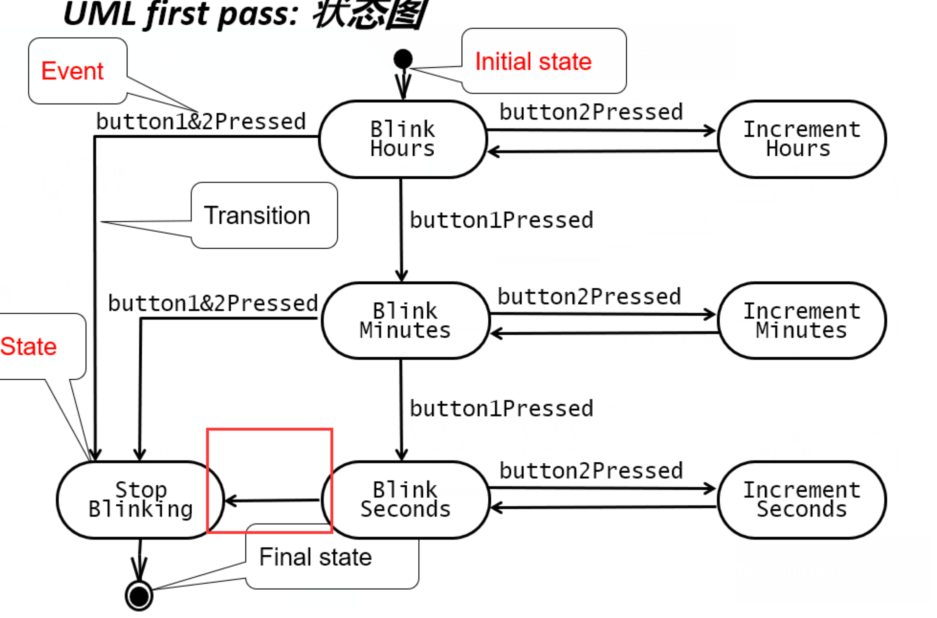 UML first pass: 状态图
Event
Initial state
button1&2Pressed
Blink
Hours
button2Pressed
Increment
Hours
Transition
button1Pressed
button1&2Pressed
Blink
Minutes
button2Pressed
Increment
Minutes
State
button1Pressed
Stop
Blinking
Blink
Seconds
button2Pressed
Increment
Seconds
Final state